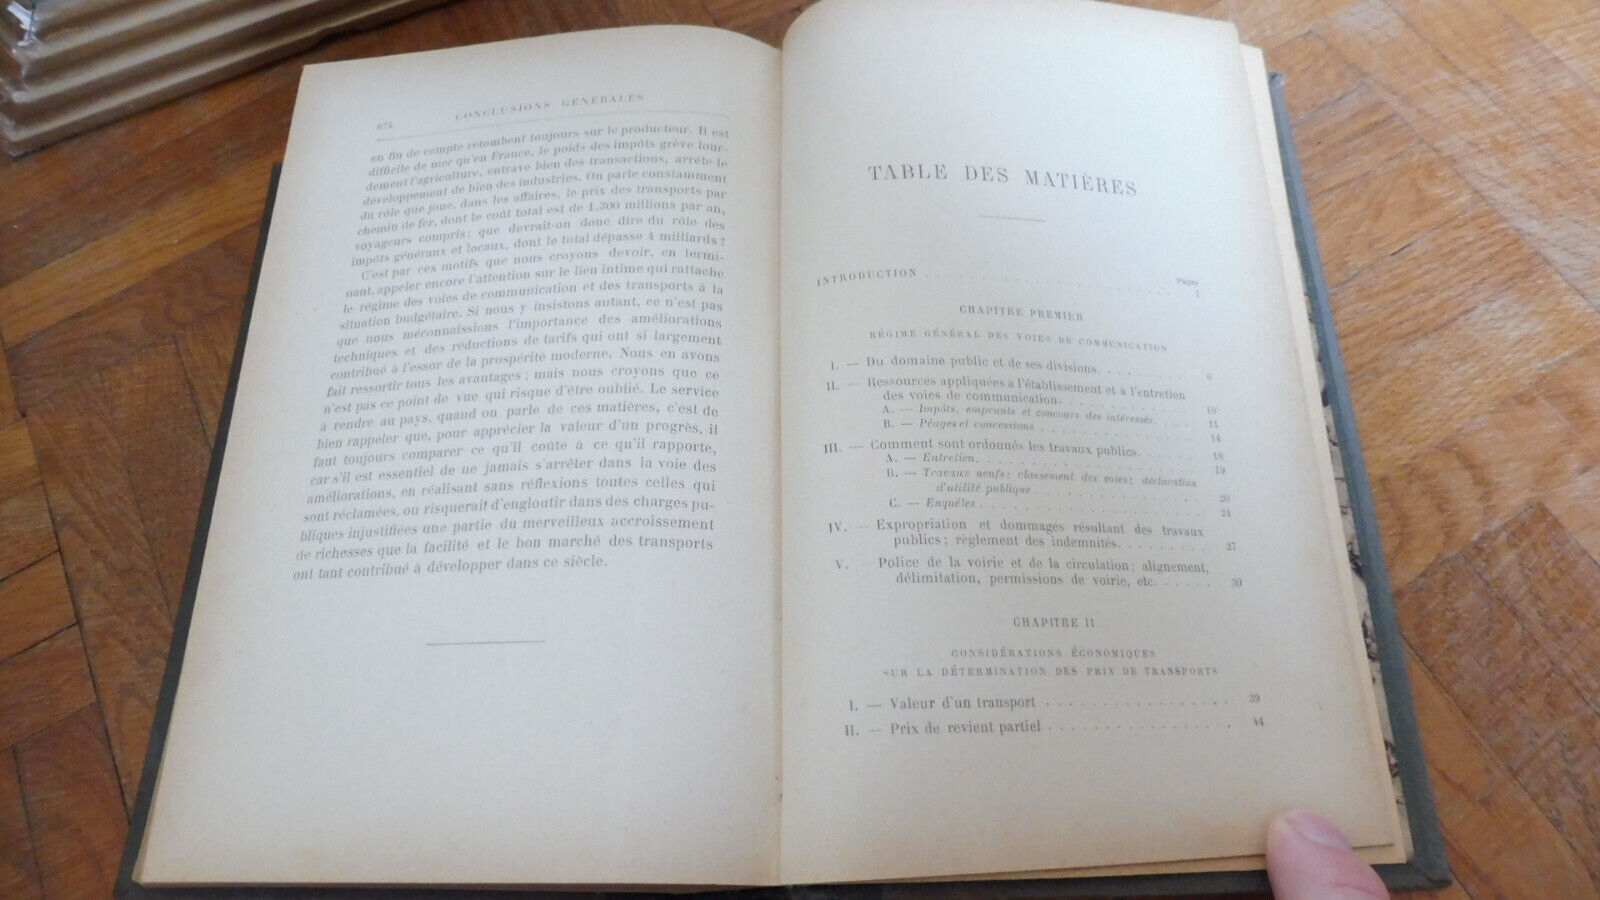 674
CONCLUSIONS GÉNÉRALES
en fin de compte retombent toujours sur le producteur. Il est
difficile de nier qu'en France, le poids des impôts grève lour-
dement l'agriculture, entrave bien des transactions, arrête le
développement de bien des industries. On parle constamment
du rôle que joue, dans les affaires, le prix des transports par
chemin de fer, dont le coût total est de 1.300 millions par an,
voyageurs compris; que devrait-on donc dire du rôle des
impôts généraux et locaux, dont le total dépasse 4 milliards?
C'est par ces motifs que nous croyons devoir, en termi-
nant, appeler encore l'attention sur le lien intime qui rattache
le régime des voies de communication et des transports à la
situation budgétaire. Si nous y insistons autant, ce n'est pas
que nous méconnaissions l'importance des améliorations
techniques et des réductions de tarifs qui ont si largement
contribué à l'essor de la prospérité moderne. Nous en avons
fait ressortir tous les avantages; mais nous croyons que ce
n'est pas ce point de vue qui risque d'être oublié. Le service
à rendre au pays, quand on parle de ces matières, c'est de
bien rappeler que, pour apprécier la valeur d'un progrès, il
faut toujours comparer ce qu'il coûte à ce qu'il rapporte,
car s'il est essentiel de ne jamais s'arrêter dans la voie des
améliorations, en réalisant sans réflexions toutes celles qui
sont réclamées, on risquerait d'engloutir dans des charges pu-
bliques injustifiées une partie du merveilleux accroissement
de richesses que la facilité et le bon marché des transports
ont tant contribué à développer dans ce siècle.
TABLE DES MATIÈRES
Pages
INTRODUCTION . . . . . . . . . . 1
CHAPITRE PREMIER
RÉGIME GÉNÉRAL DES VOIES DE COMMUNICATION
I. — Du domaine public et de ses divisions. . . . . . . 6
II. — Ressources appliquées à l'établissement et à l'entretien
des voies de communication. . . . . . . . . . 10
A. — Impôts, emprunts et concours des intéressés. . . . 11
B. — Péages et concessions . . . . . . . . . . 14
III. — Comment sont ordonnés les travaux publics. . . . . 18
A. — Entretien. . . . . . . . . . 19
B. — Travaux neufs; classement des voies; déclaration
d'utilité publique . . . . . . . . . . 20
C. — Enquêtes. . . . . . . . . . 21
IV. — Expropriation et dommages résultant des travaux
publics; règlement des indemnités. . . . . . . . 27
V. — Police de la voirie et de la circulation; alignement,
délimitation, permissions de voirie, etc. . . . . . 30
CHAPITRE II
CONSIDÉRATIONS ÉCONOMIQUES
SUR LA DÉTERMINATION DES PRIX DE TRANSPORTS
I. — Valeur d'un transport . . . . . . . . . . 39
II. — Prix de revient partiel . . . . . . . . . . 44